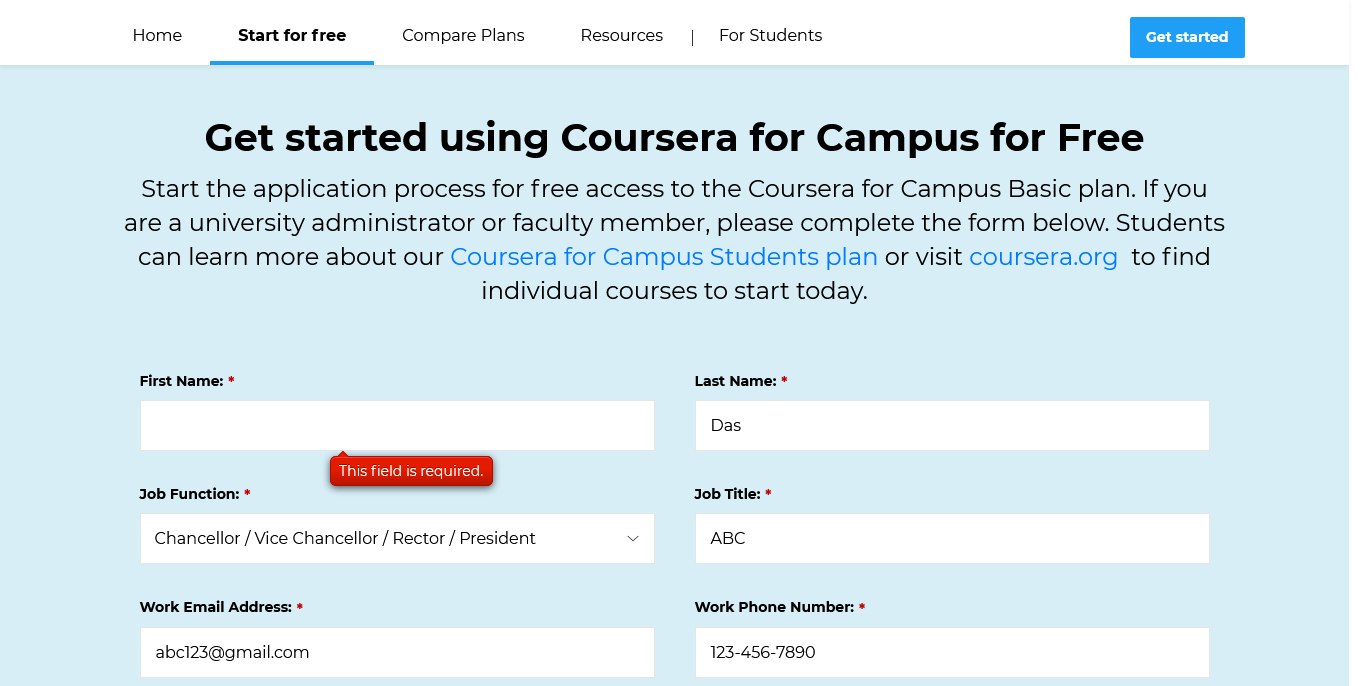 Home Start for free Compare Plans Resources | For Students Get started
Get started using Coursera for Campus for Free
Start the application process for free access to the Coursera for Campus Basic plan. If you
are a university administrator or faculty member, please complete the form below. Students
can learn more about our Coursera for Campus Students plan or visit coursera.org to find
individual courses to start today.
First Name: * Last Name: *
Das
This field is required.
Job Function: * Job Title: *
Chancellor / Vice Chancellor / Rector / President ABC
Work Email Address: * Work Phone Number: *
abc123@gmail.com 123-456-7890